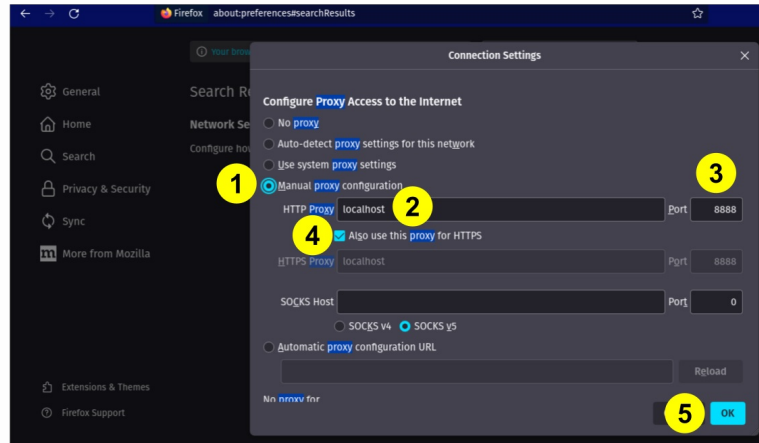 Firefox about:preferences#searchResults
Your brow
Connection Settings
General
Home
Search
Privacy & Security
Sync
More from Mozilla
Extensions & Themes
Firefox Support
Search Re
Network Se
Configure how
Configure Proxy Access to the Internet
No proxy
Auto-detect proxy settings for this network
Use system proxy settings
1 Manual proxy configuration 3
HTTP Proxy localhost 2 Port 8888
4 Also use this proxy for HTTPS
HTTPS Proxy localhost Port 8888
SOCKS Host Port 0
SOCKS v4 SOCKS v5
Automatic proxy configuration URL
Reload
No proxy for
5 OK